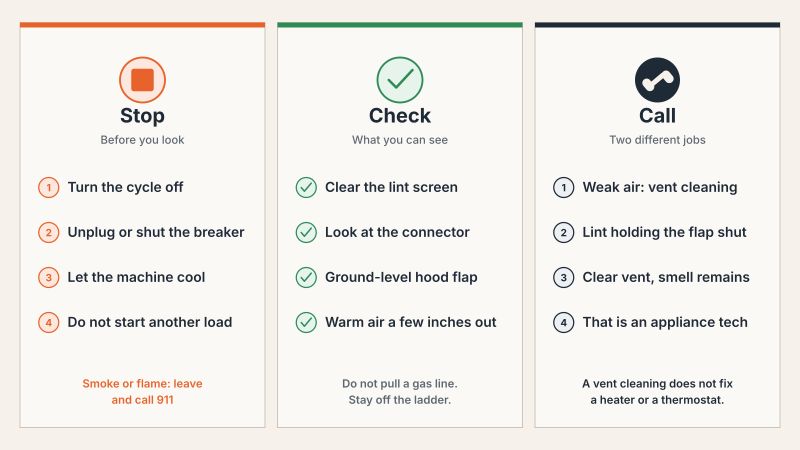 Stop
Before you look
1 Turn the cycle off
2 Unplug or shut the breaker
3 Let the machine cool
4 Do not start another load
Smoke or flame: leave
and call 911
Check
What you can see
Clear the lint screen
Look at the connector
Ground-level hood flap
Warm air a few inches out
Do not pull a gas line.
Stay off the ladder.
Call
Two different jobs
1 Weak air: vent cleaning
2 Lint holding the flap shut
3 Clear vent, smell remains
4 That is an appliance tech
A vent cleaning does not fix
a heater or a thermostat.